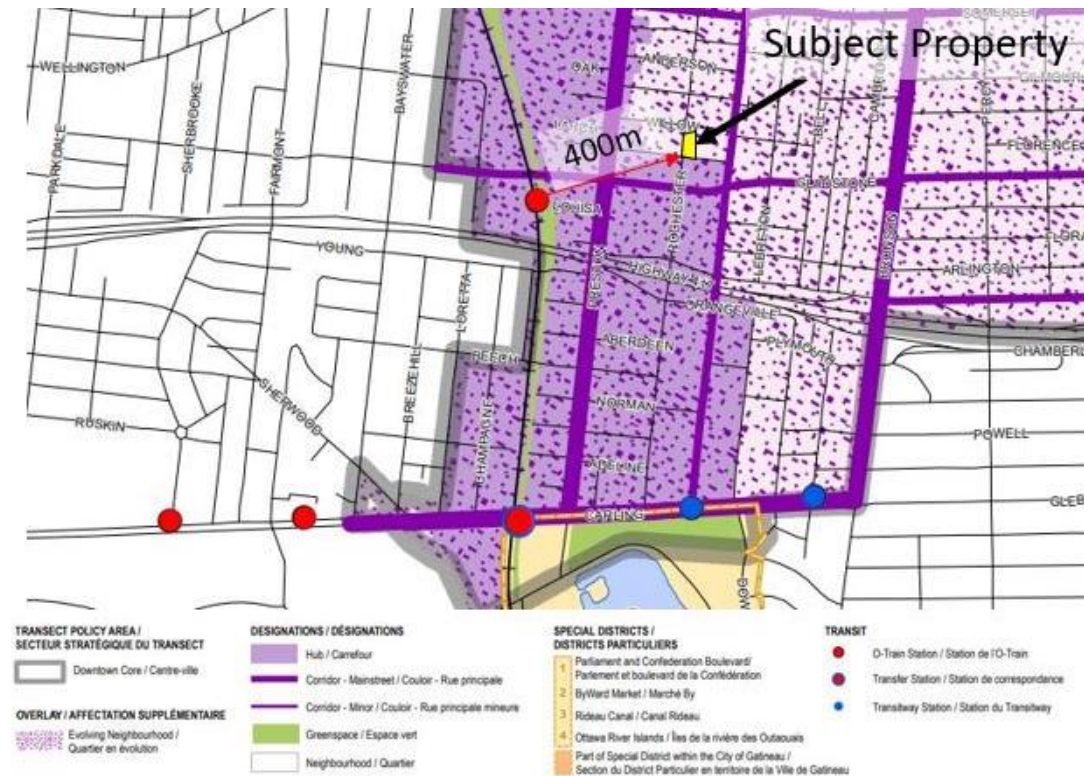 SOMERSET
Subject Property
WELLINGTON
SHERBROOKE
BAYSWATER
OAK
ANDERSON
GILMOUR
PARKDALE
FAIRMONT
WILLOW
BELL
PERCY
FLORENCE
400m
GLADSTONE
LOUISA
ROCHESTER
YOUNG
LORETTA
PRESTON
HIGHWAY 417
LEBRETON
BRONSON
FLORA
ARLINGTON
ORANGEVILLE
BEECH
ABERDEEN
PLYMOUTH
CHAMBERL
SHERWOOD
BREEZEHILL
CHAMPAGNE
NORMAN
RUSKIN
POWELL
ADELINE
CARLING
GLEB
DOW
TRANSECT POLICY AREA /
SECTEUR STRATÉGIQUE DU TRANSECT
Downtown Core / Centre-ville
OVERLAY / AFFECTATION SUPPLÉMENTAIRE
Evolving Neighbourhood /
Quartier en évolution
DESIGNATIONS / DÉSIGNATIONS
Hub / Carrefour
Corridor - Mainstreet / Couloir - Rue principale
Corridor - Minor / Couloir - Rue principale mineure
Greenspace / Espace vert
Neighbourhood / Quartier
SPECIAL DISTRICTS /
DISTRICTS PARTICULIERS
1 Parliament and Confederation Boulevard/
Parlement et boulevard de la Confédération
2 ByWard Market / Marché By
3 Rideau Canal / Canal Rideau
4 Ottawa River Islands / Îles de la rivière des Outaouais
Part of Special District within the City of Gatineau /
Section du District Particulier en territoire de la Ville de Gatineau
TRANSIT
O-Train Station / Station de l'O-Train
Transfer Station / Station de correspondance
Transitway Station / Station du Transitway